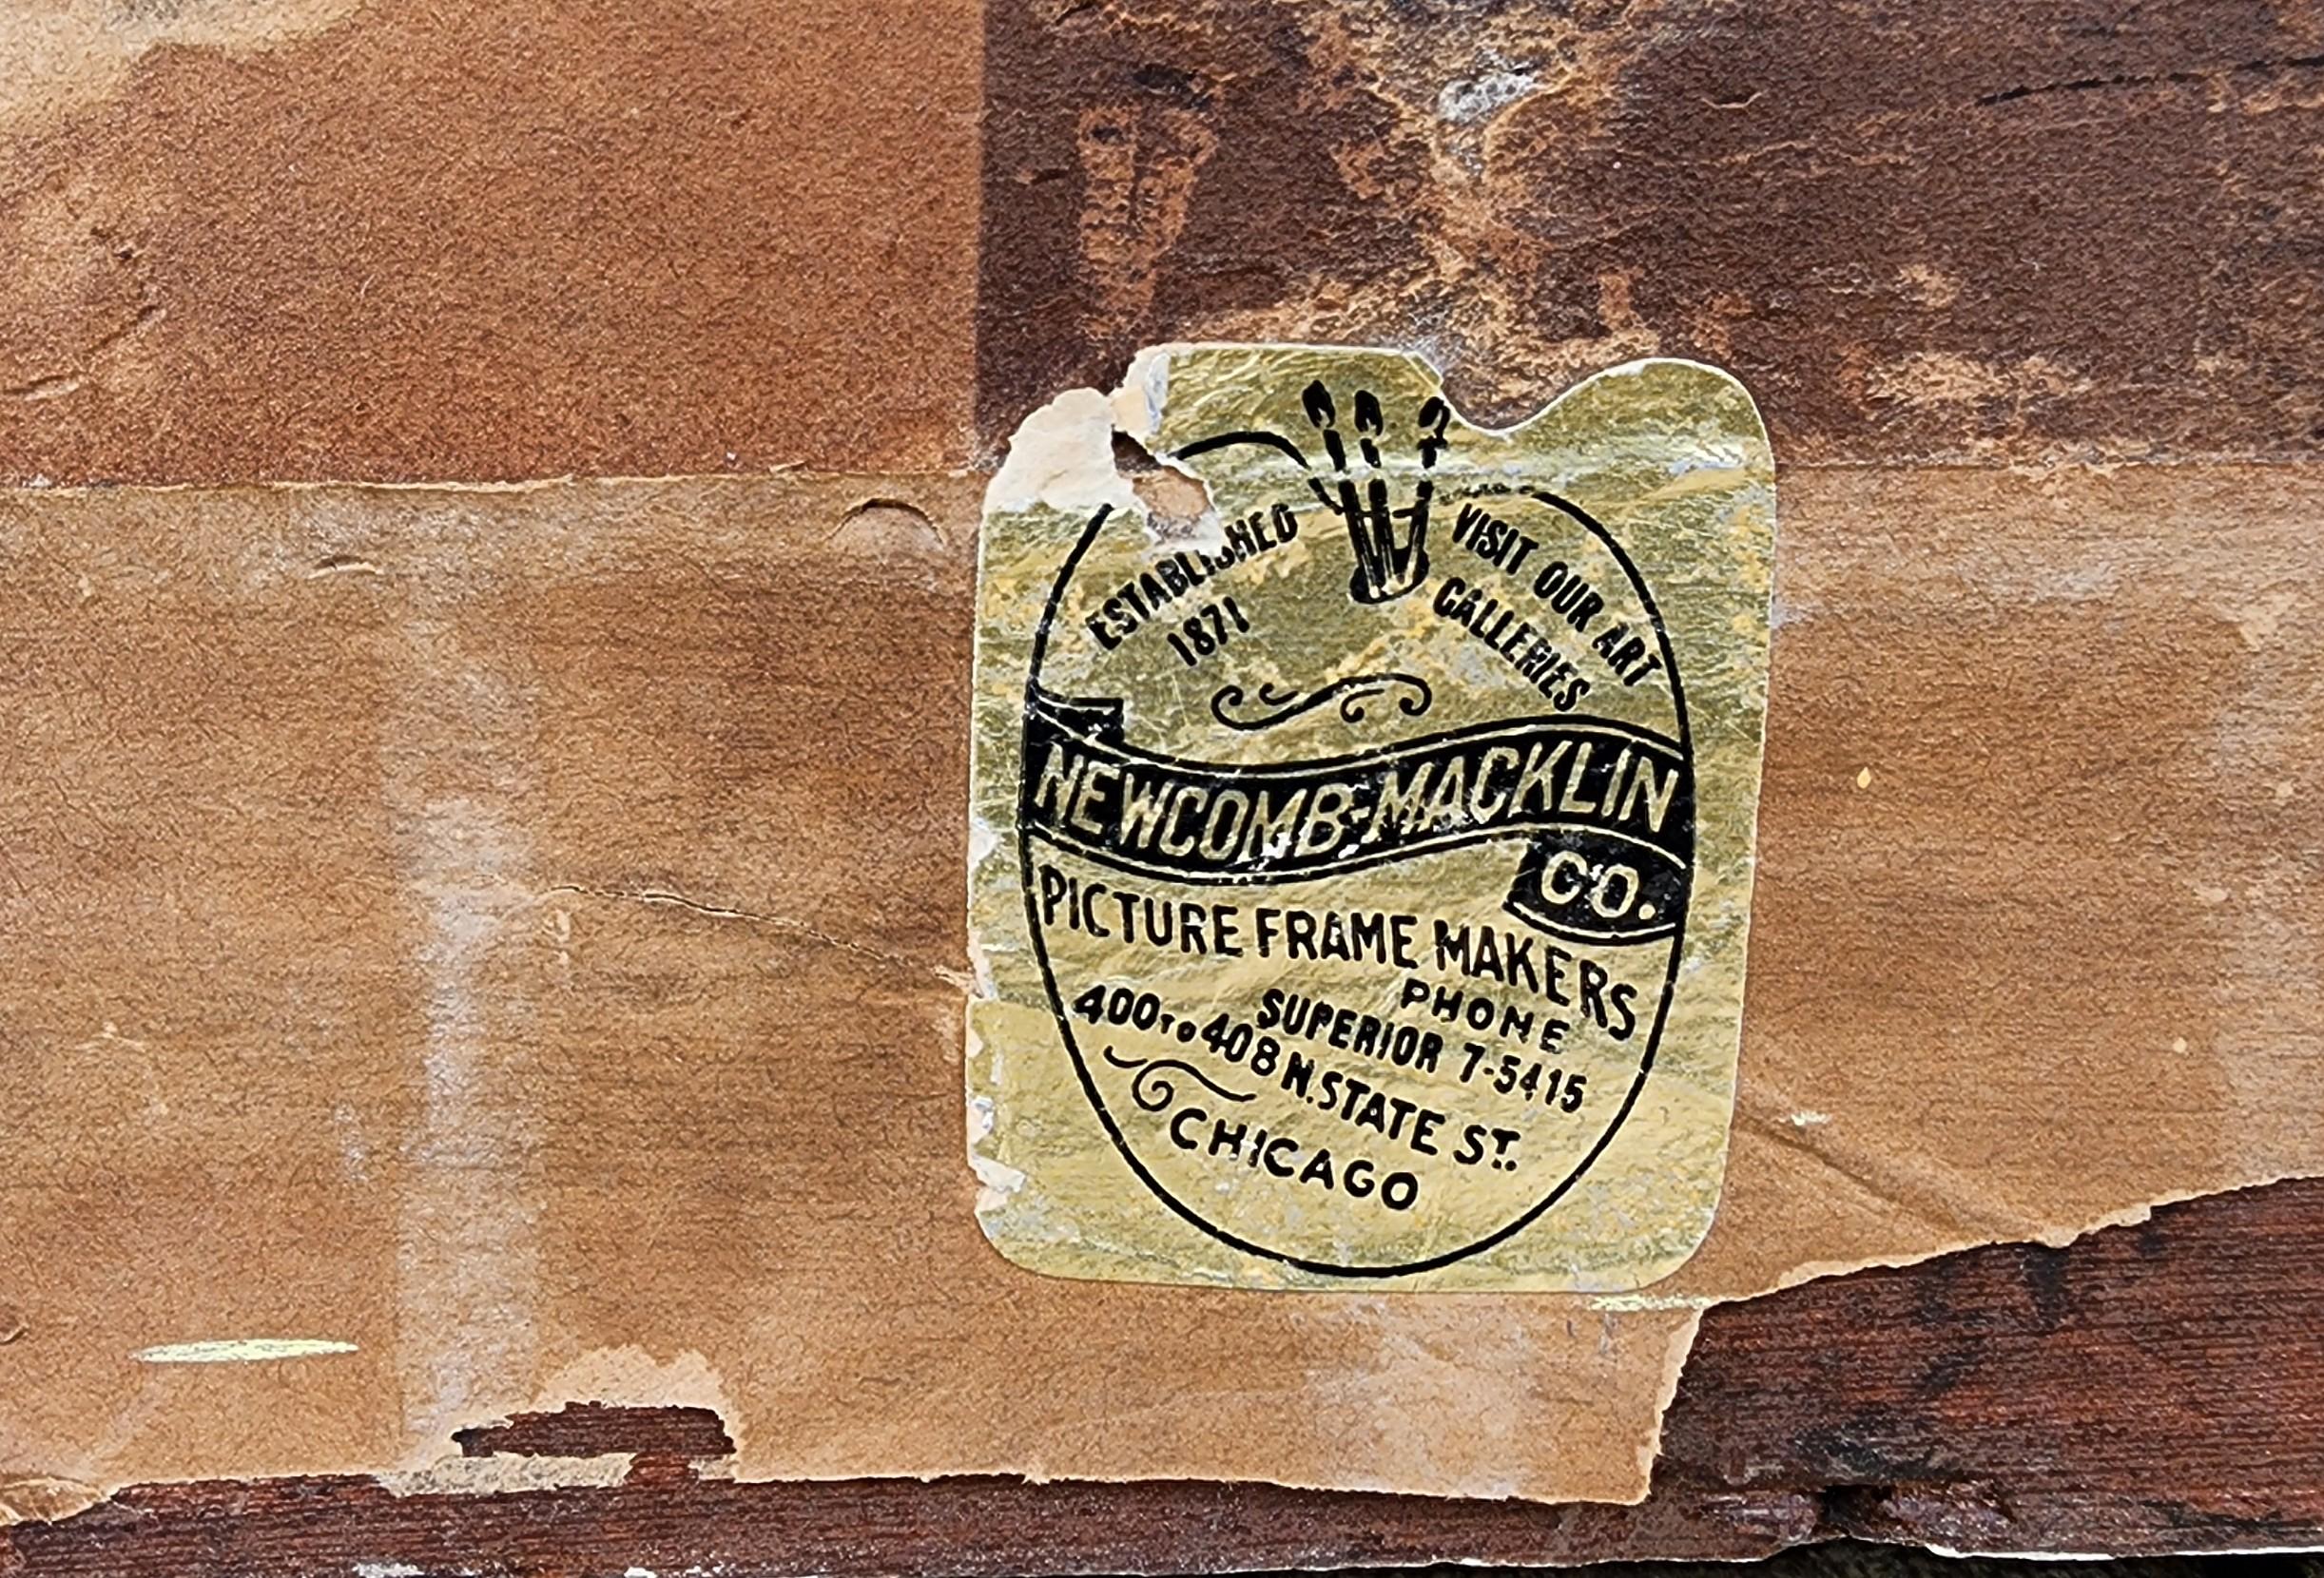 ESTABLISHED
1871
VISIT OUR ART
GALLERIES
NEWCOMB-MACKLIN
CO.
PICTURE FRAME MAKERS
PHONE
SUPERIOR 7-5415
400 TO 408 N. STATE ST.
CHICAGO